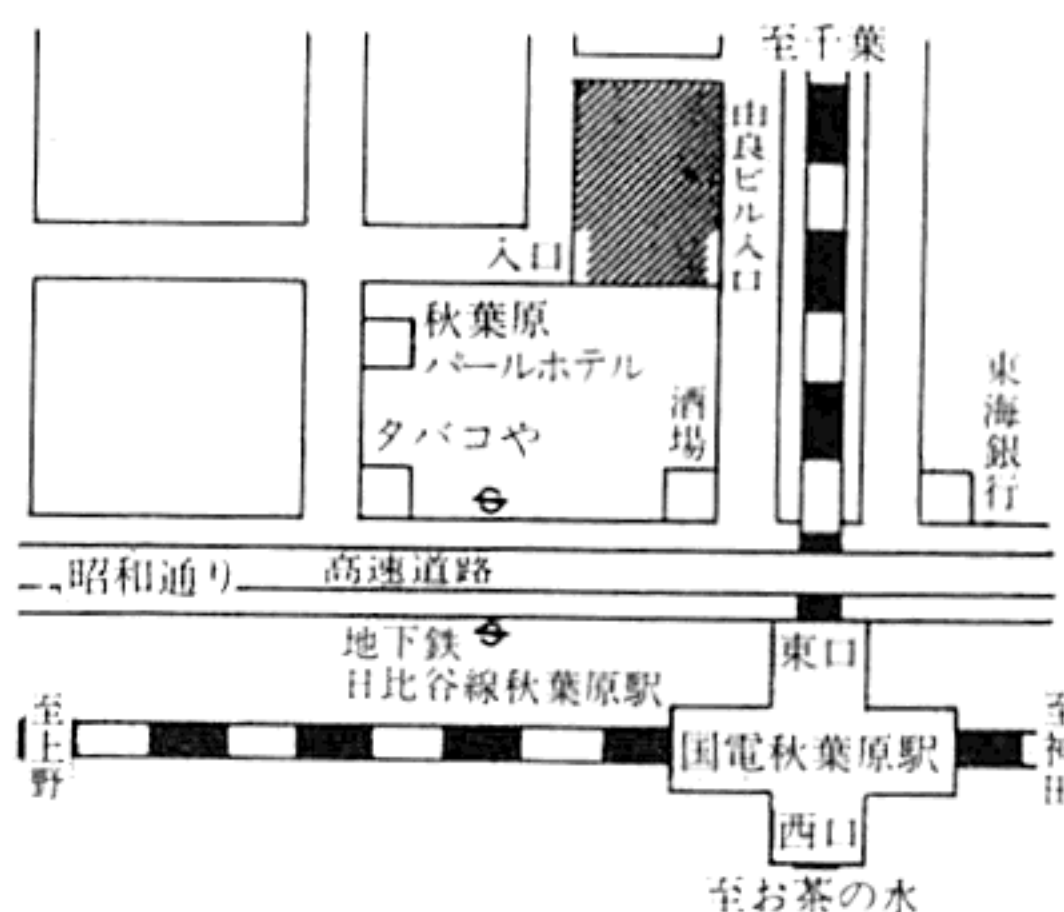 至千葉
由良ビル入口
入口
秋葉原
パールホテル
タバコや
酒場
東海銀行
昭和通り
高速道路
地下鉄
日比谷線秋葉原駅
東口
至上野
国電秋葉原駅
至神田
西口
至お茶の水